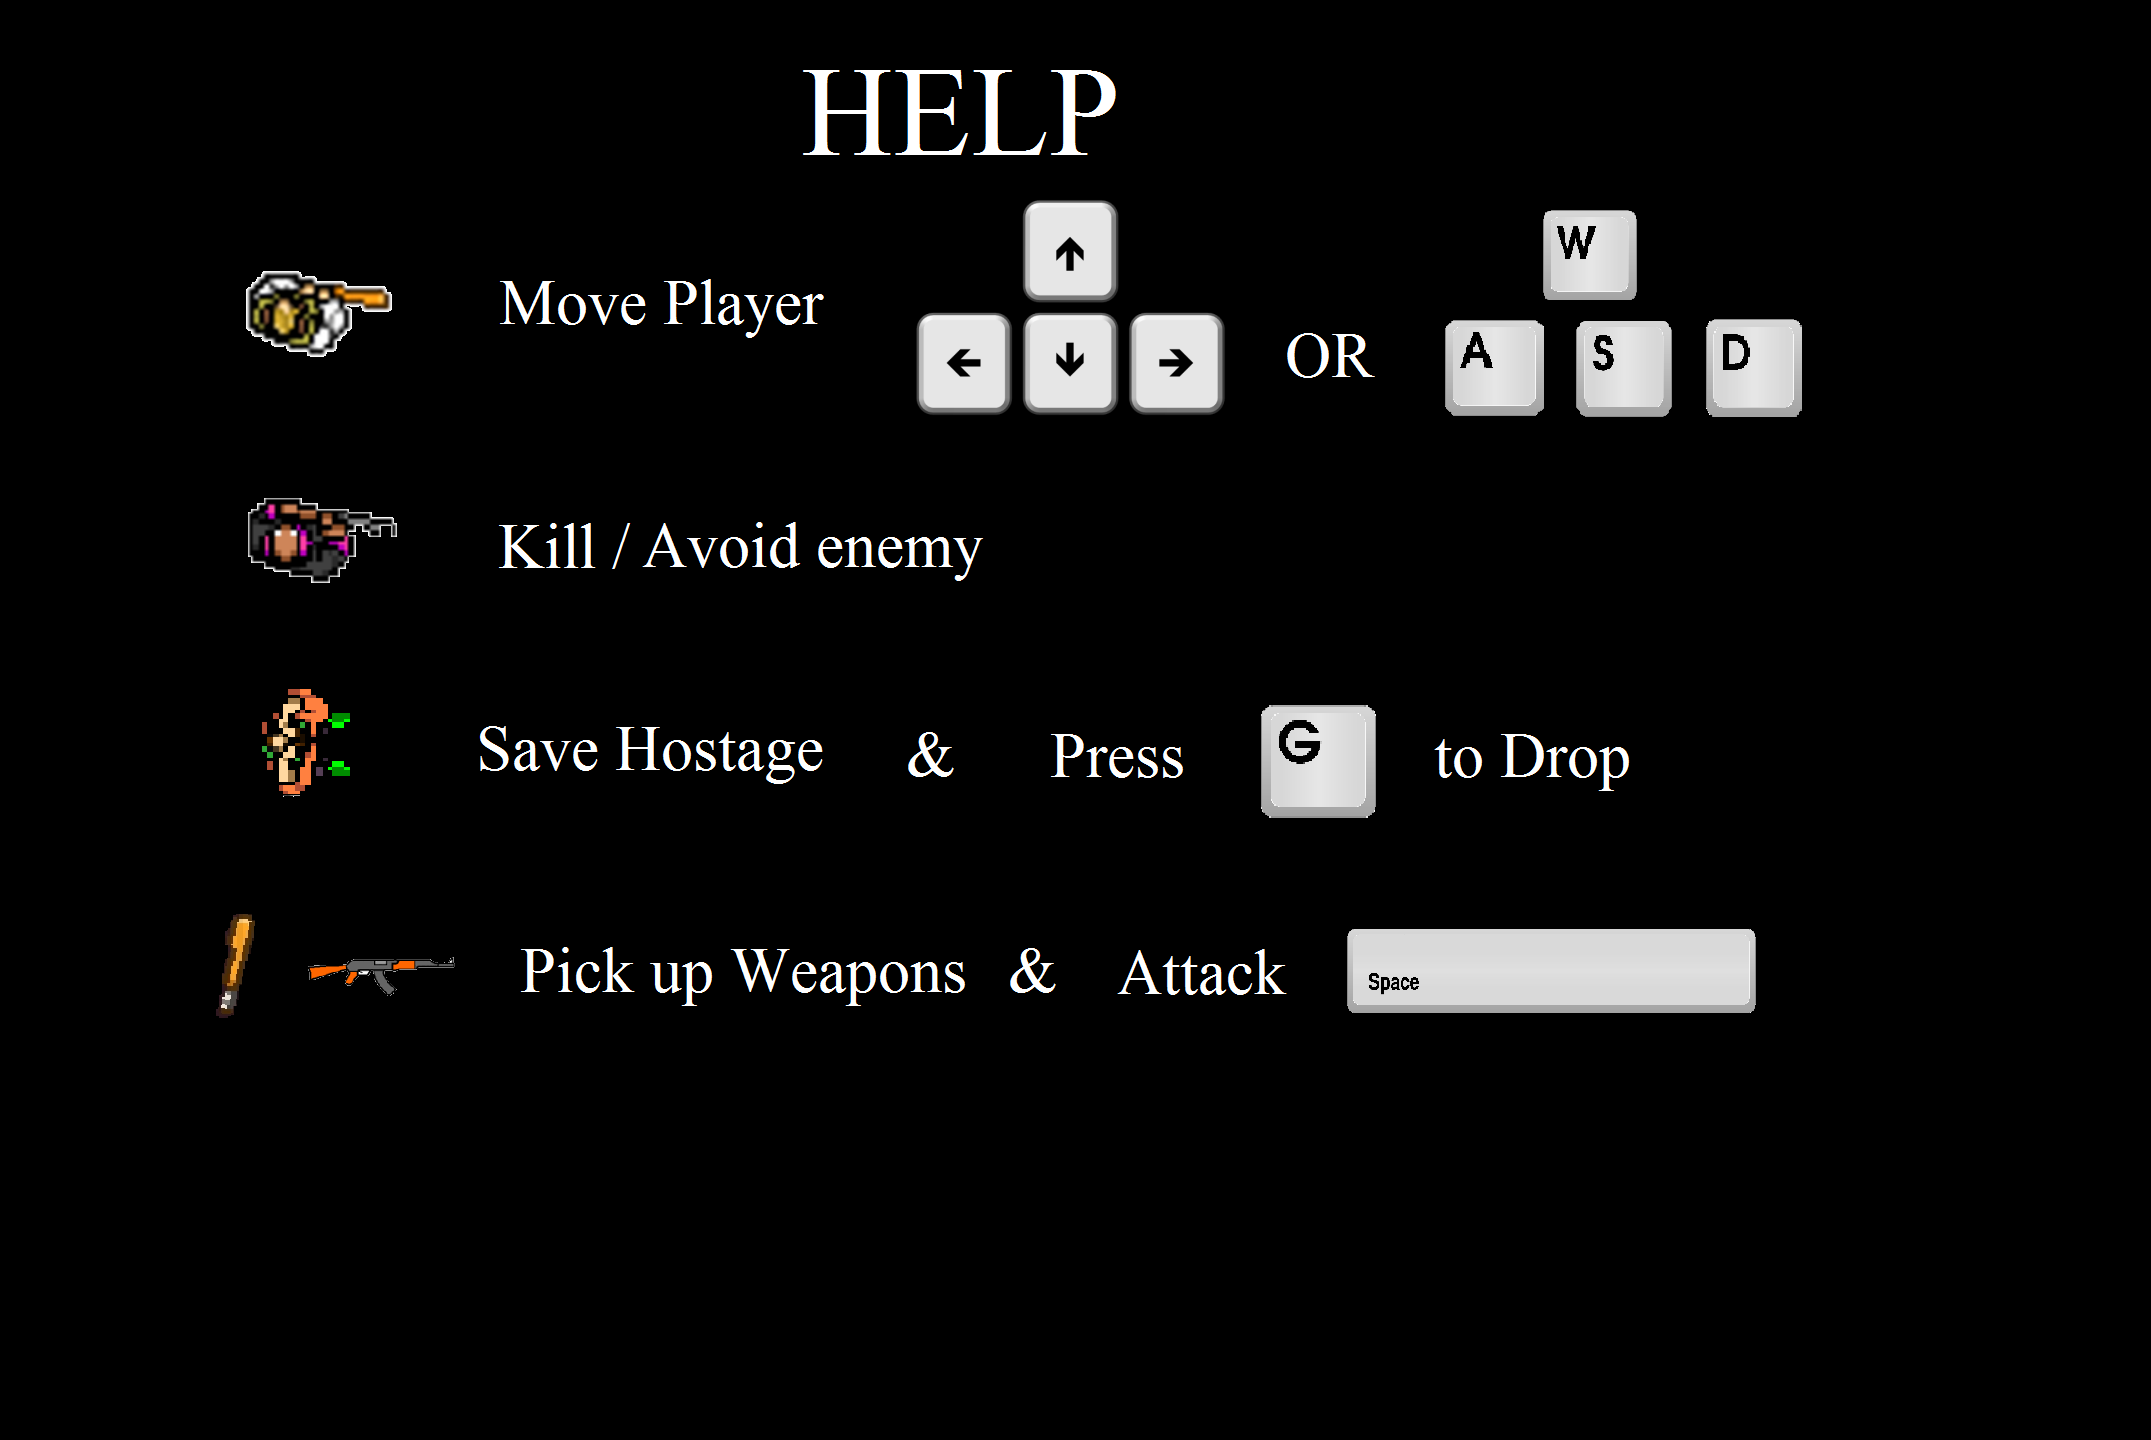 HELP
Move Player ↑ W
← ↓ → OR A S D
Kill / Avoid enemy
Save Hostage & Press G to Drop
Pick up Weapons & Attack Space